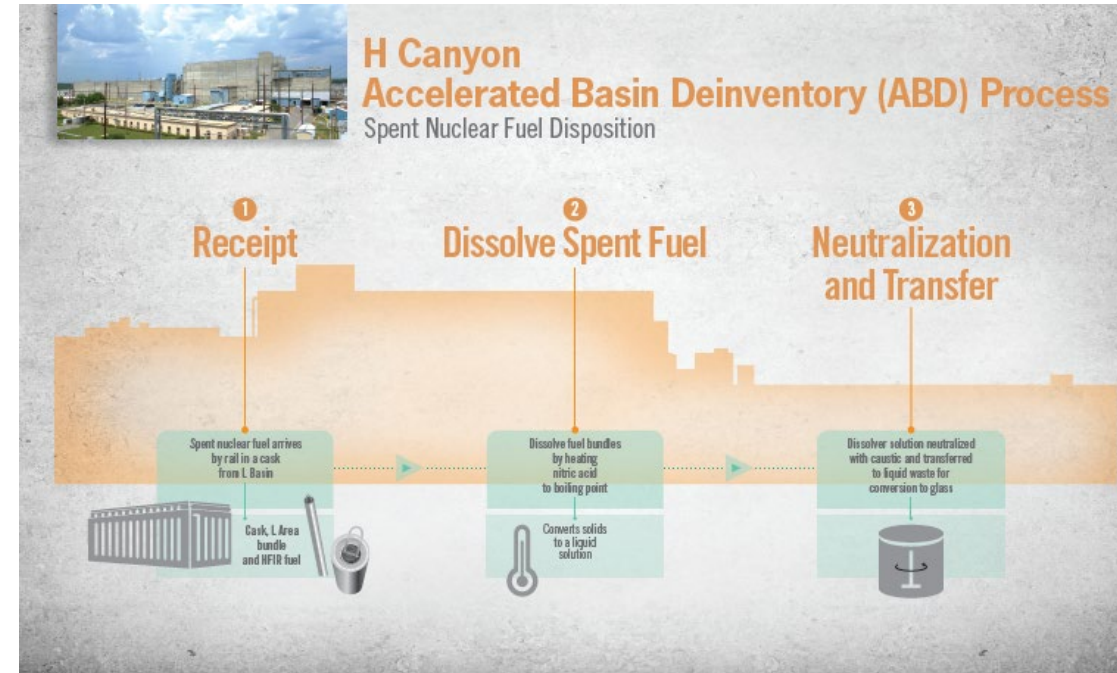 H Canyon
Accelerated Basin Deinventory (ABD) Process
Spent Nuclear Fuel Disposition
1
Receipt
2
Dissolve Spent Fuel
3
Neutralization
and Transfer
Spent nuclear fuel arrives
by rail in a cask
from L Basin
Cask, L Area
bundle
and HFIR fuel
Dissolve fuel bundles
by heating
nitric acid
to boiling point
Converts solids
to a liquid
solution
Dissolver solution neutralized
with caustic and transferred
to liquid waste for
conversion to glass